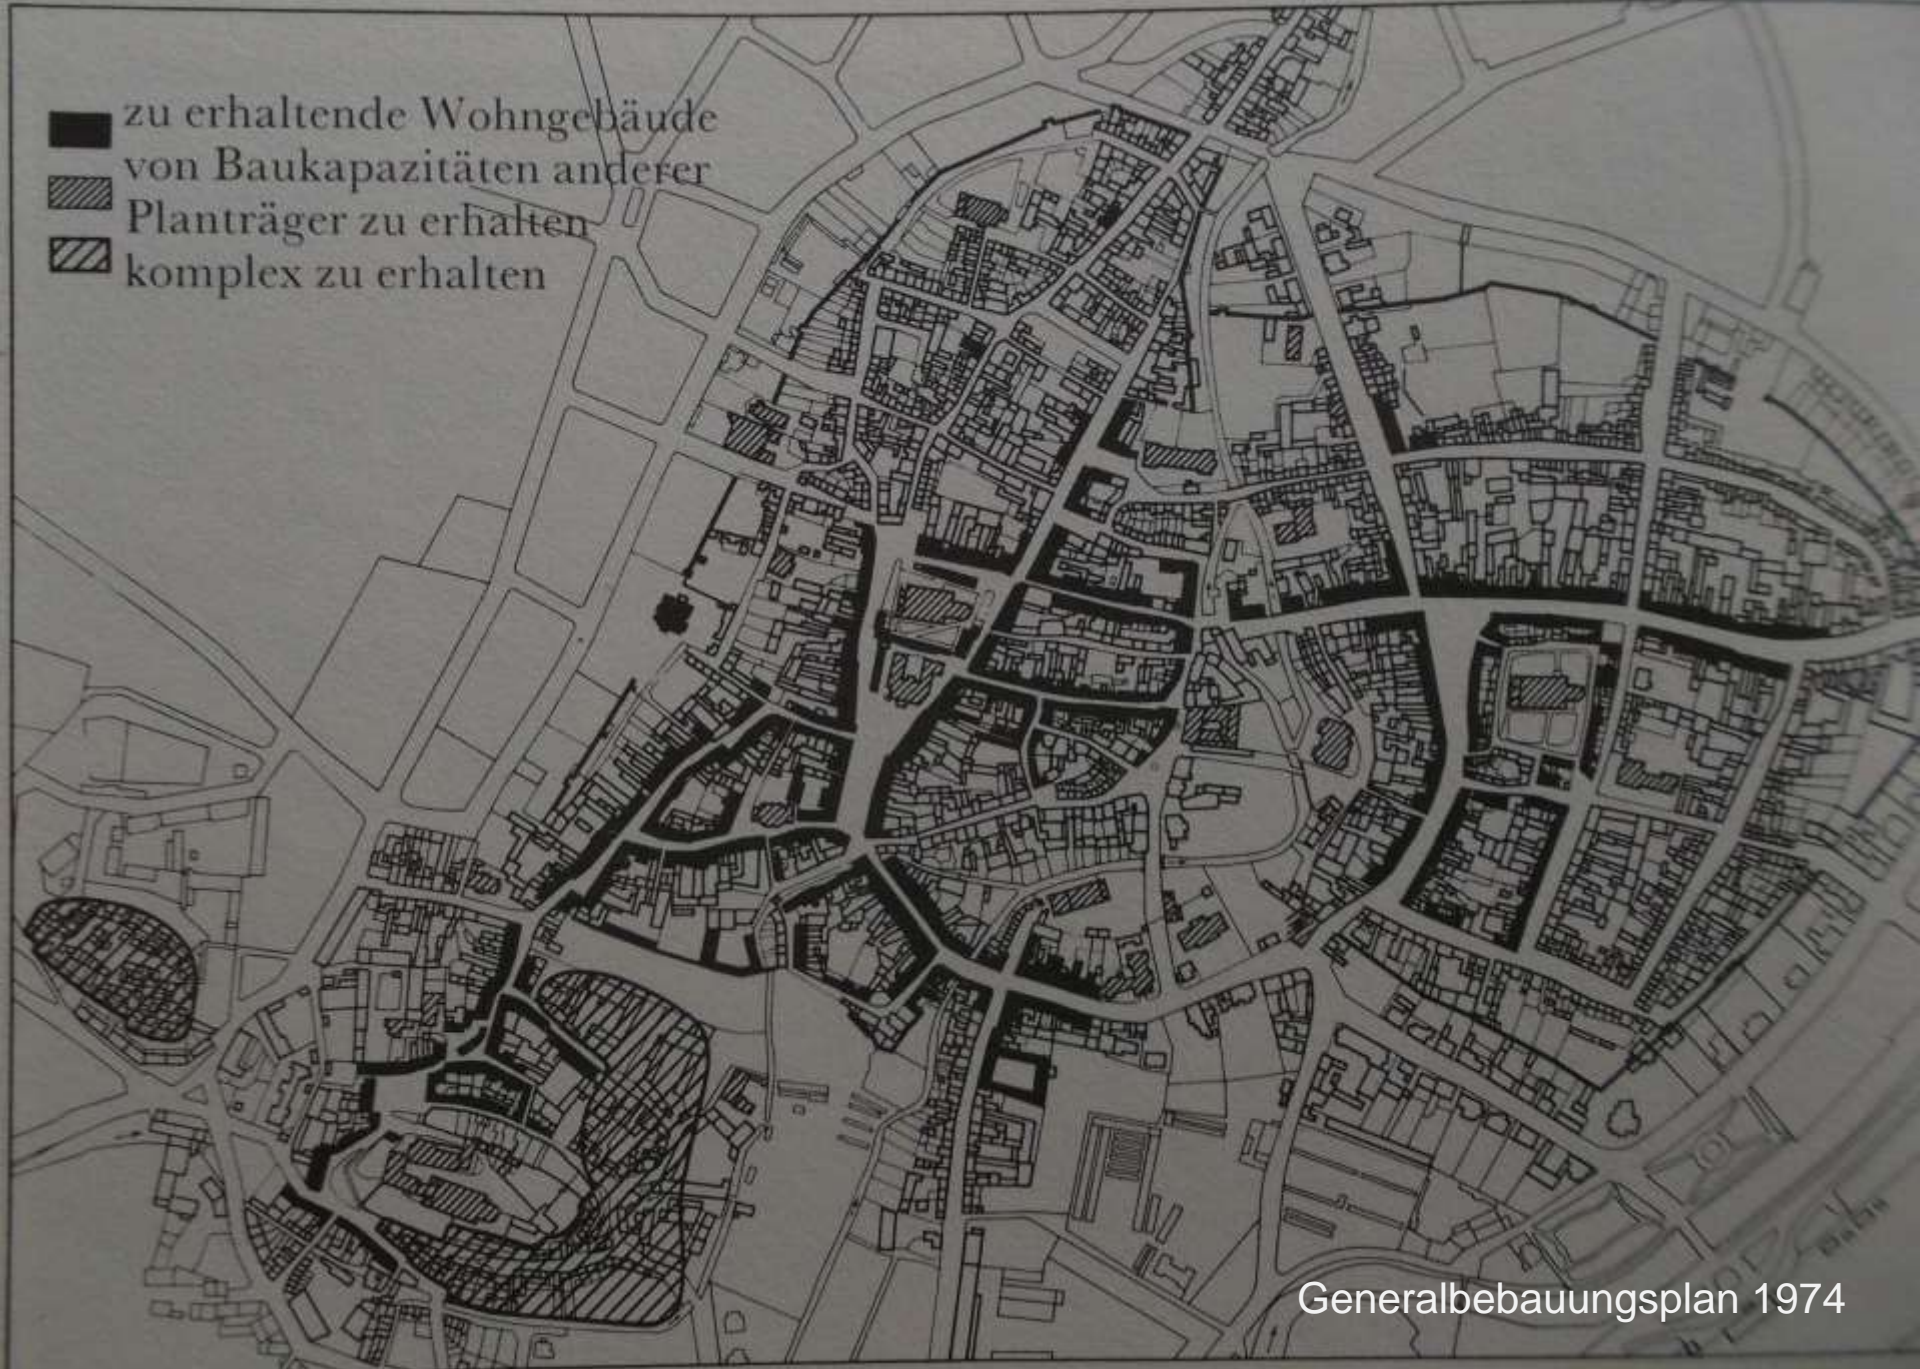 zu erhaltende Wohngebäude
von Baukapazitäten anderer
Planträger zu erhalten
komplex zu erhalten
Generalbebauungsplan 1974